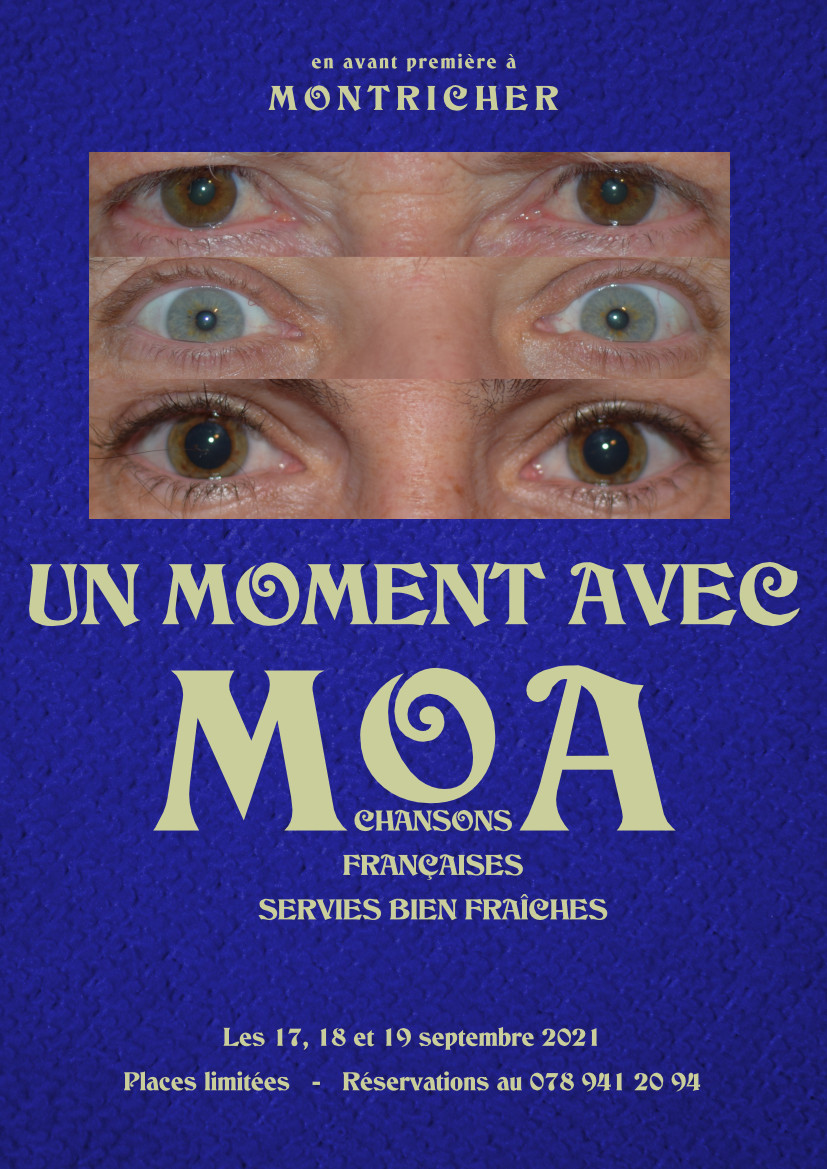 en avant première à
MONTRICHER
UN MOMENT AVEC
MOA
CHANSONS
FRANÇAISES
SERVIES BIEN FRAÎCHES
Les 17, 18 et 19 septembre 2021
Places limitées - Réservations au 078 941 20 94